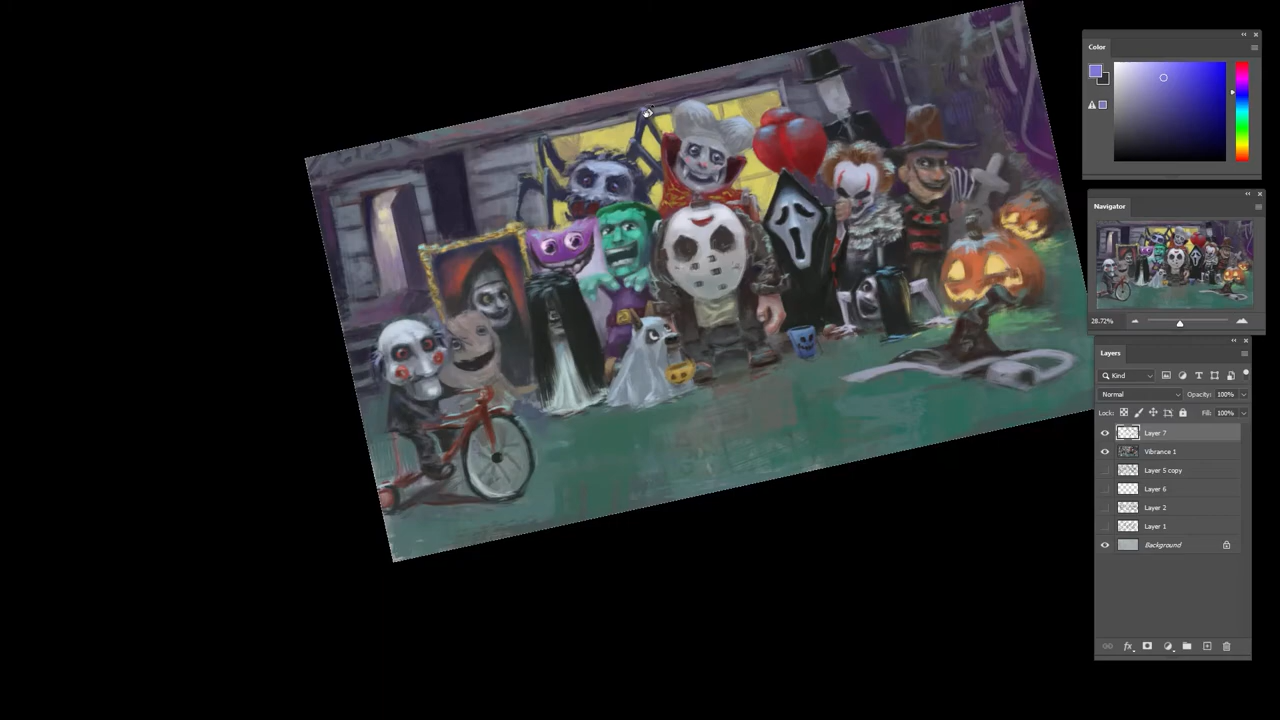 Color
Navigator
28.72%
Layers
Kind
Normal
Opacity: 100%
Lock:
Fill: 100%
Layer 7
Vibrance 1
Layer 5 copy
Layer 6
Layer 2
Layer 1
Background
fx